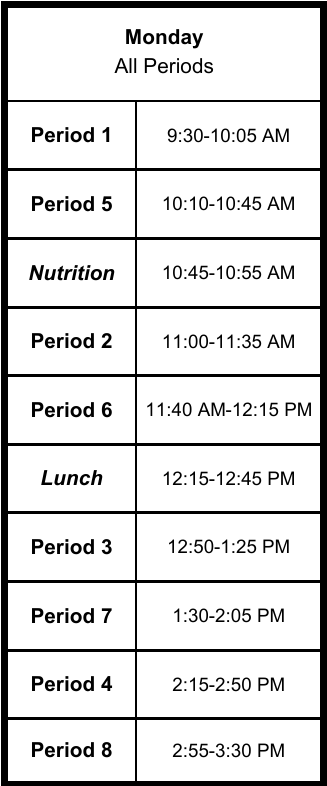 Monday
All Periods
Period 1 9:30-10:05 AM
Period 5 10:10-10:45 AM
Nutrition 10:45-10:55 AM
Period 2 11:00-11:35 AM
Period 6 11:40 AM-12:15 PM
Lunch 12:15-12:45 PM
Period 3 12:50-1:25 PM
Period 7 1:30-2:05 PM
Period 4 2:15-2:50 PM
Period 8 2:55-3:30 PM